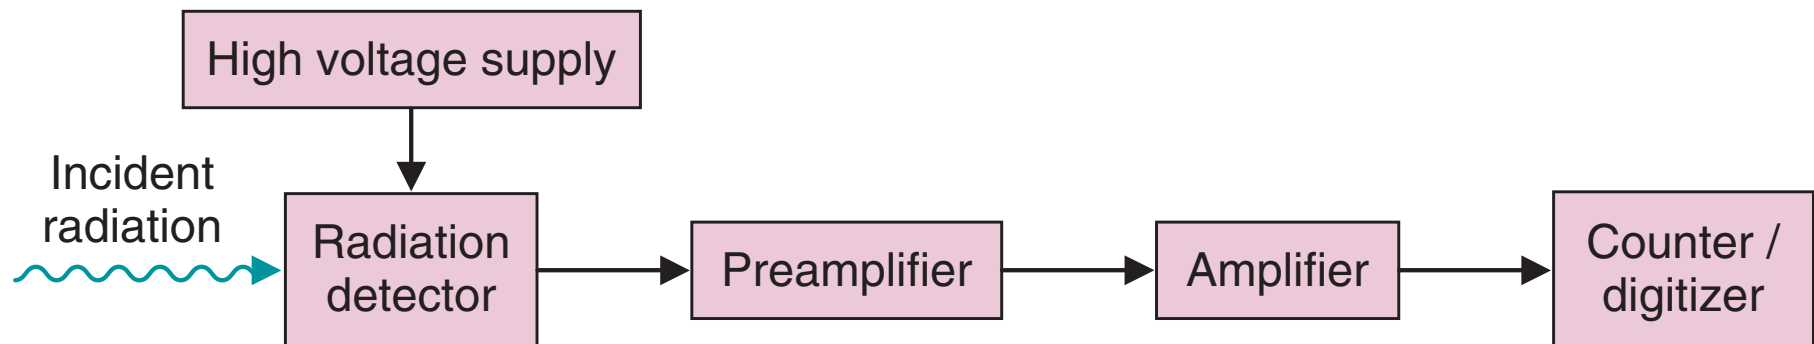 High voltage supply
Incident
radiation
Radiation
detector
Preamplifier
Amplifier
Counter /
digitizer